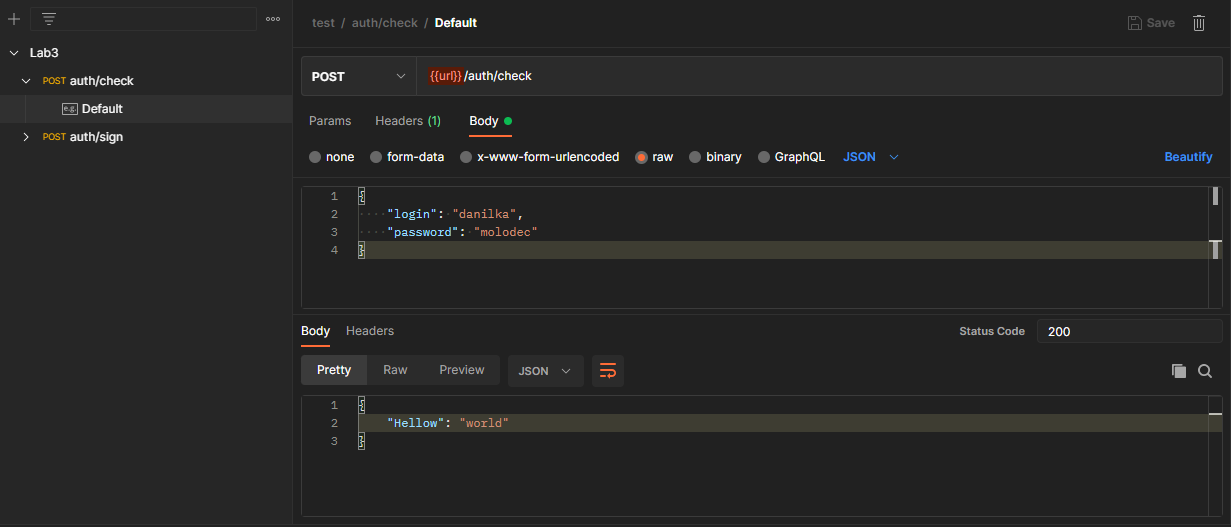 test / auth/check / Default
Save
Lab3
POST auth/check
e.g. Default
POST auth/sign
POST {{url}}/auth/check
Params Headers (1) Body
none form-data x-www-form-urlencoded raw binary GraphQL JSON Beautify
1 {
2 "login": "danilka",
3 "password": "molodec"
4 }
Body Headers Status Code 200
Pretty Raw Preview JSON
1 {
2 "Hellow": "world"
3 }